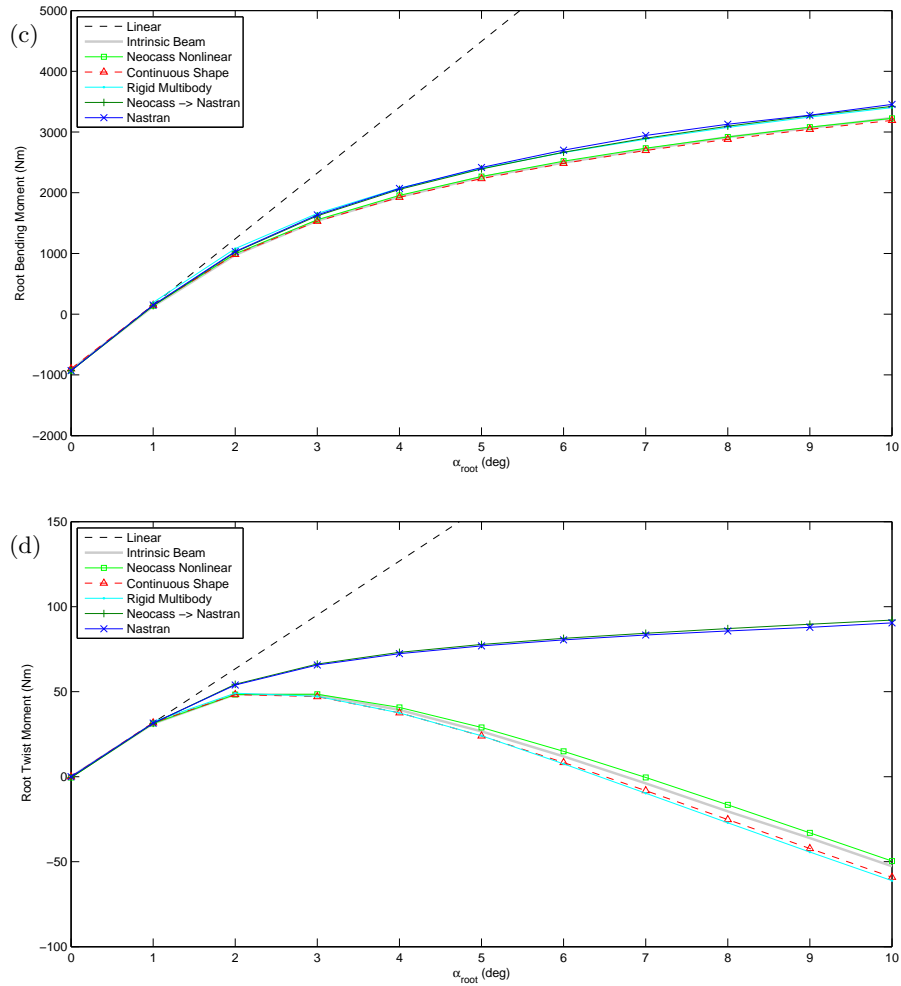 (c)
5000
4000
3000
2000
1000
0
−1000
−2000
Root Bending Moment (Nm)
Linear
Intrinsic Beam
Neocass Nonlinear
Continuous Shape
Rigid Multibody
Neocass −> Nastran
Nastran
0 1 2 3 4 5 6 7 8 9 10
αroot (deg)
(d)
150
100
50
0
−50
−100
Root Twist Moment (Nm)
Linear
Intrinsic Beam
Neocass Nonlinear
Continuous Shape
Rigid Multibody
Neocass −> Nastran
Nastran
0 1 2 3 4 5 6 7 8 9 10
αroot (deg)